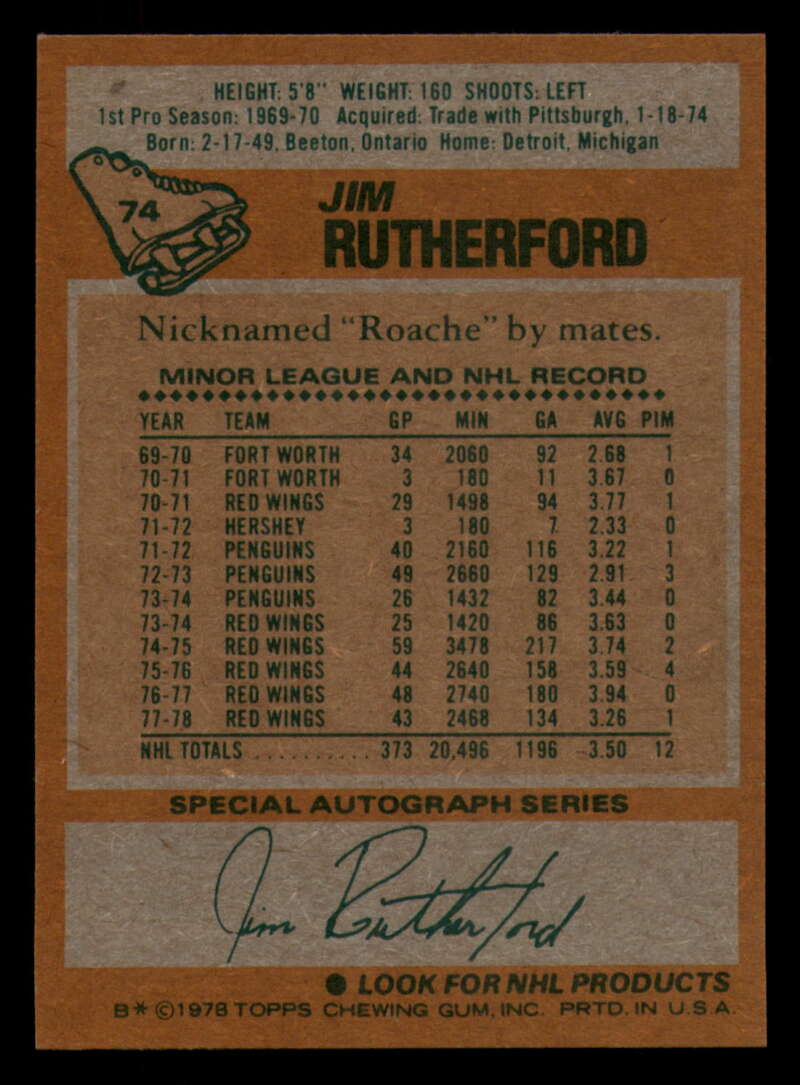 HEIGHT: 5'8" WEIGHT: 160 SHOOTS: LEFT
1st Pro Season: 1969-70 Acquired: Trade with Pittsburgh, 1-18-74
Born: 2-17-49, Beeton, Ontario Home: Detroit, Michigan
74
JIM
RUTHERFORD
Nicknamed "Roache" by mates.
MINOR LEAGUE AND NHL RECORD
YEAR TEAM GP MIN GA AVG PIM
69-70 FORT WORTH 34 2060 92 2.68 1
70-71 FORT WORTH 3 180 11 3.67 0
70-71 RED WINGS 29 1498 94 3.77 1
71-72 HERSHEY 3 180 7 2.33 0
71-72 PENGUINS 40 2160 116 3.22 1
72-73 PENGUINS 49 2660 129 2.91 3
73-74 PENGUINS 26 1432 82 3.44 0
73-74 RED WINGS 25 1420 86 3.63 0
74-75 RED WINGS 59 3478 217 3.74 2
75-76 RED WINGS 44 2640 158 3.59 4
76-77 RED WINGS 48 2740 180 3.94 0
77-78 RED WINGS 43 2468 134 3.26 1
NHL TOTALS .......... 373 20,496 1196 3.50 12
SPECIAL AUTOGRAPH SERIES
Jim Rutherford
● LOOK FOR NHL PRODUCTS
B* ©1978 TOPPS CHEWING GUM, INC. PRTD. IN U.S.A.